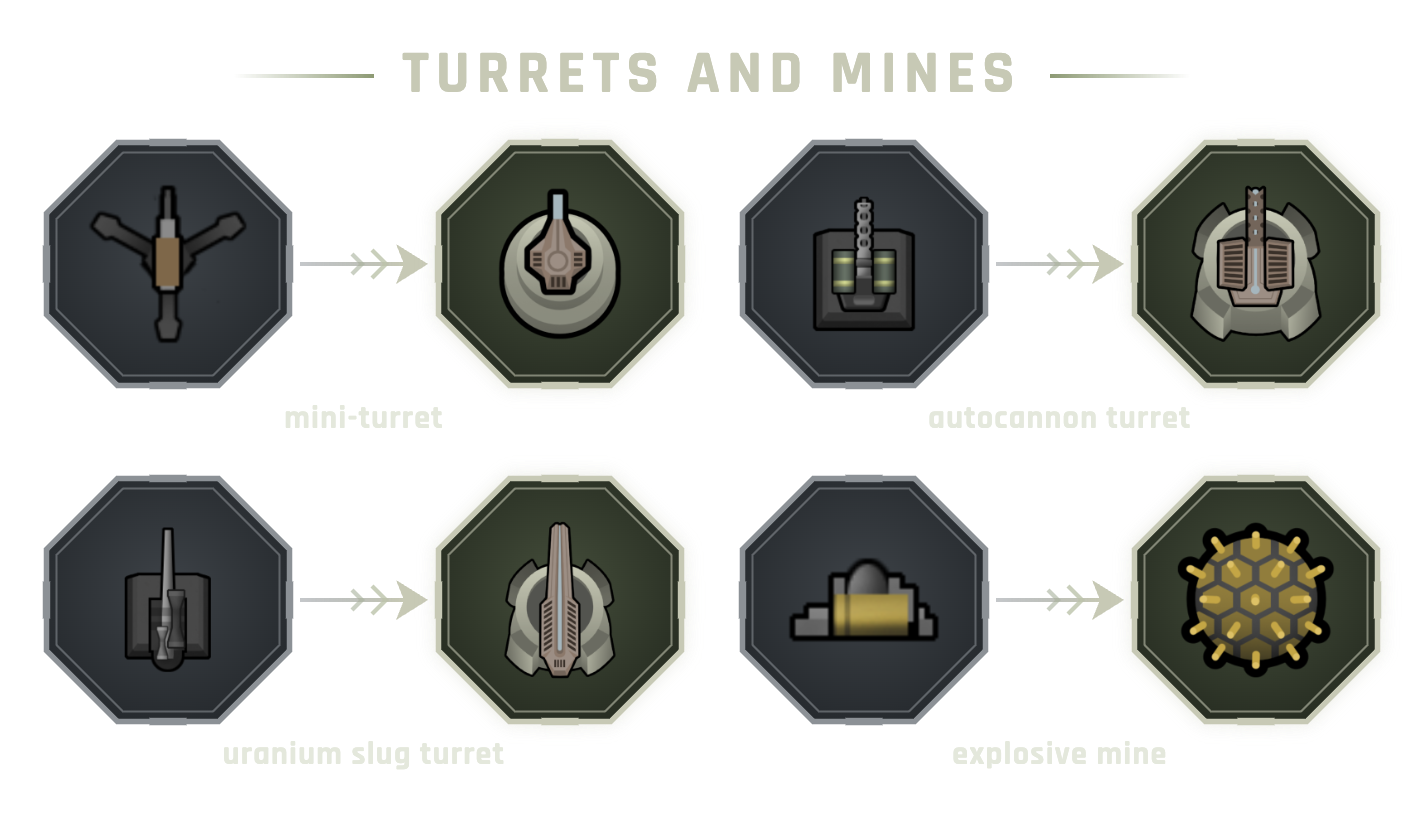 TURRETS AND MINES
mini-turret
autocannon turret
uranium slug turret
explosive mine